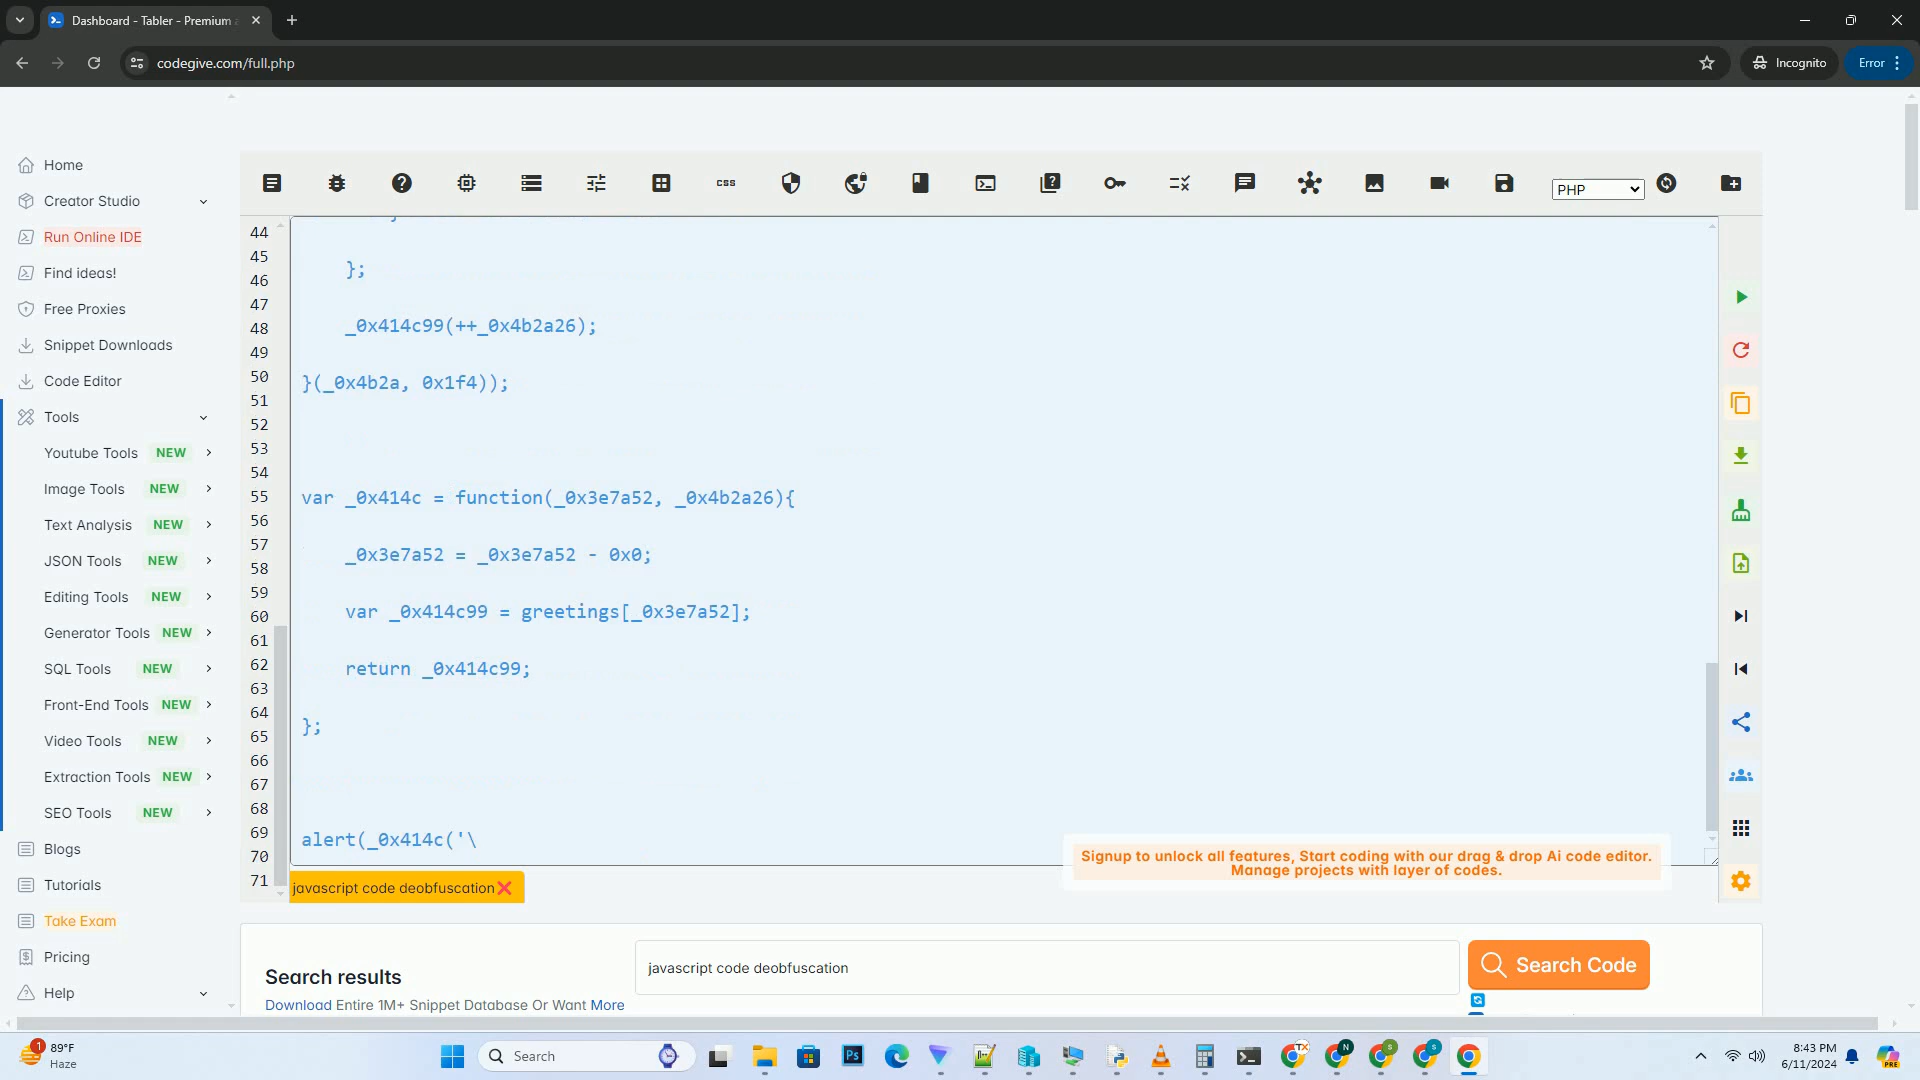 Dashboard - Tabler - Premium
codegive.com/full.php
Incognito
Error
Home
Creator Studio
Run Online IDE
Find ideas!
Free Proxies
Snippet Downloads
Code Editor
Tools
Youtube Tools NEW
Image Tools NEW
Text Analysis NEW
JSON Tools NEW
Editing Tools NEW
Generator Tools NEW
SQL Tools NEW
Front-End Tools NEW
Video Tools NEW
Extraction Tools NEW
SEO Tools NEW
Blogs
Tutorials
Take Exam
Pricing
Help
css
PHP
44
45
46
47
48
49
50
51
52
53
54
55
56
57
58
59
60
61
62
63
64
65
66
67
68
69
70
71
};
_0x414c99(++_0x4b2a26);
}(_0x4b2a, 0x1f4));
var _0x414c = function(_0x3e7a52, _0x4b2a26){
_0x3e7a52 = _0x3e7a52 - 0x0;
var _0x414c99 = greetings[_0x3e7a52];
return _0x414c99;
};
alert(_0x414c('\
Signup to unlock all features, Start coding with our drag & drop Ai code editor.
Manage projects with layer of codes.
javascript code deobfuscation
Search results
Download Entire 1M+ Snippet Database Or Want More
javascript code deobfuscation
Search Code
1
89°F
Haze
Search
Ps
TX
N
S
S
S
8:43 PM
6/11/2024
PRE